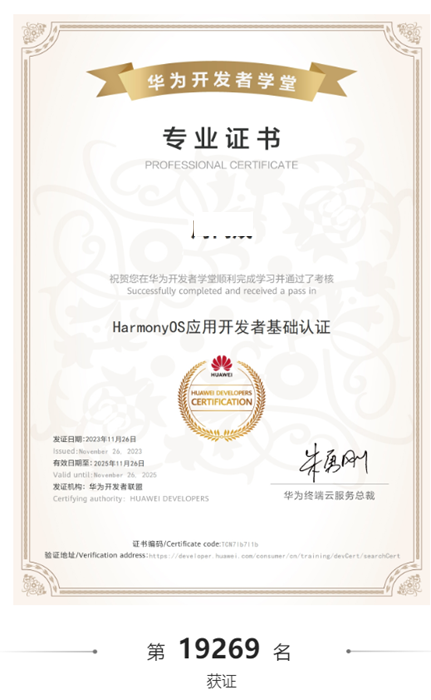 华为开发者学堂
专业证书
PROFESSIONAL CERTIFICATE
祝贺您在华为开发者学堂顺利完成学习并通过了考核
Successfully completed and received a pass in
HarmonyOS应用开发者基础认证
HUAWEI
HUAWEI DEVELOPERS
CERTIFICATION
发证日期:2023年11月26日
Issued:November 26, 2023
有效日期至:2025年11月26日
Valid until:November 26, 2025
发证机构: 华为开发者联盟
Certifying authority: HUAWEI DEVELOPERS
朱勇刚
华为终端云服务总裁
证书编码/Certificate code:
验证地址/Verification address:https://developer.huawei.com/consumer/cn/training/devCert/searchCert
第 19269 名
获证